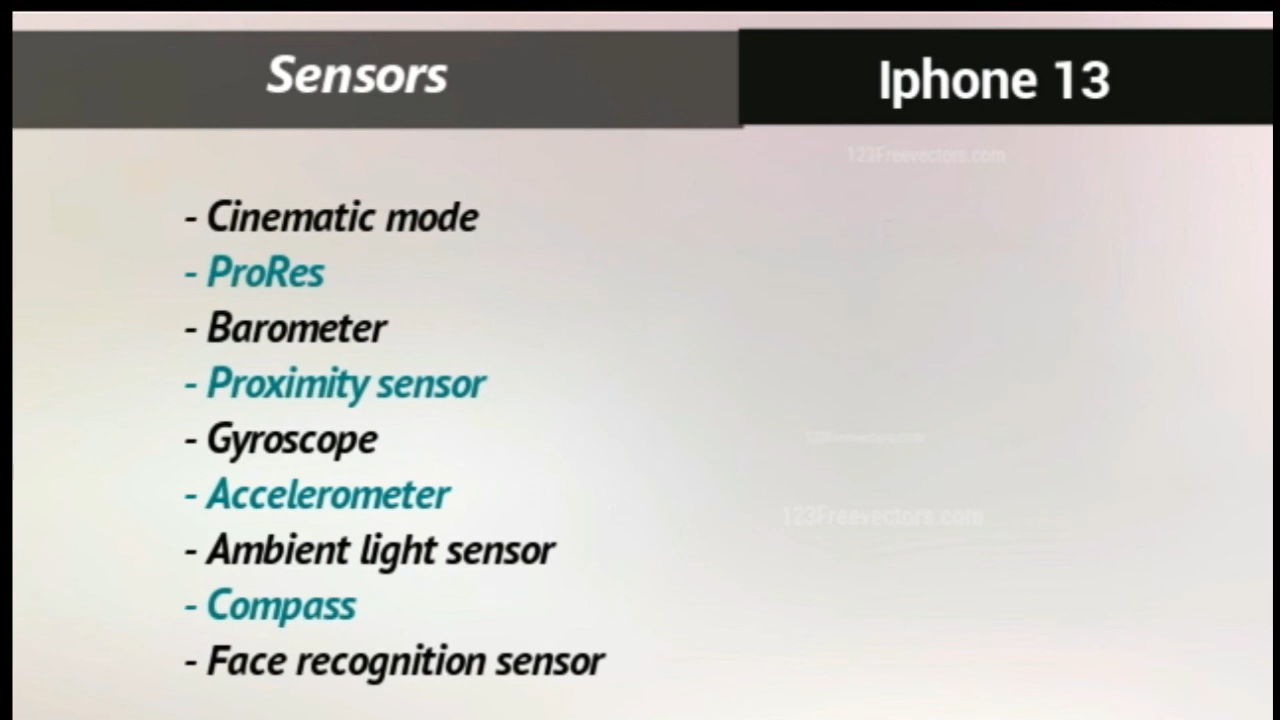 Sensors
Iphone 13
123Freevectors.com
- Cinematic mode
- ProRes
- Barometer
- Proximity sensor
- Gyroscope
- Accelerometer
123Freevectors.com
- Ambient light sensor
- Compass
- Face recognition sensor